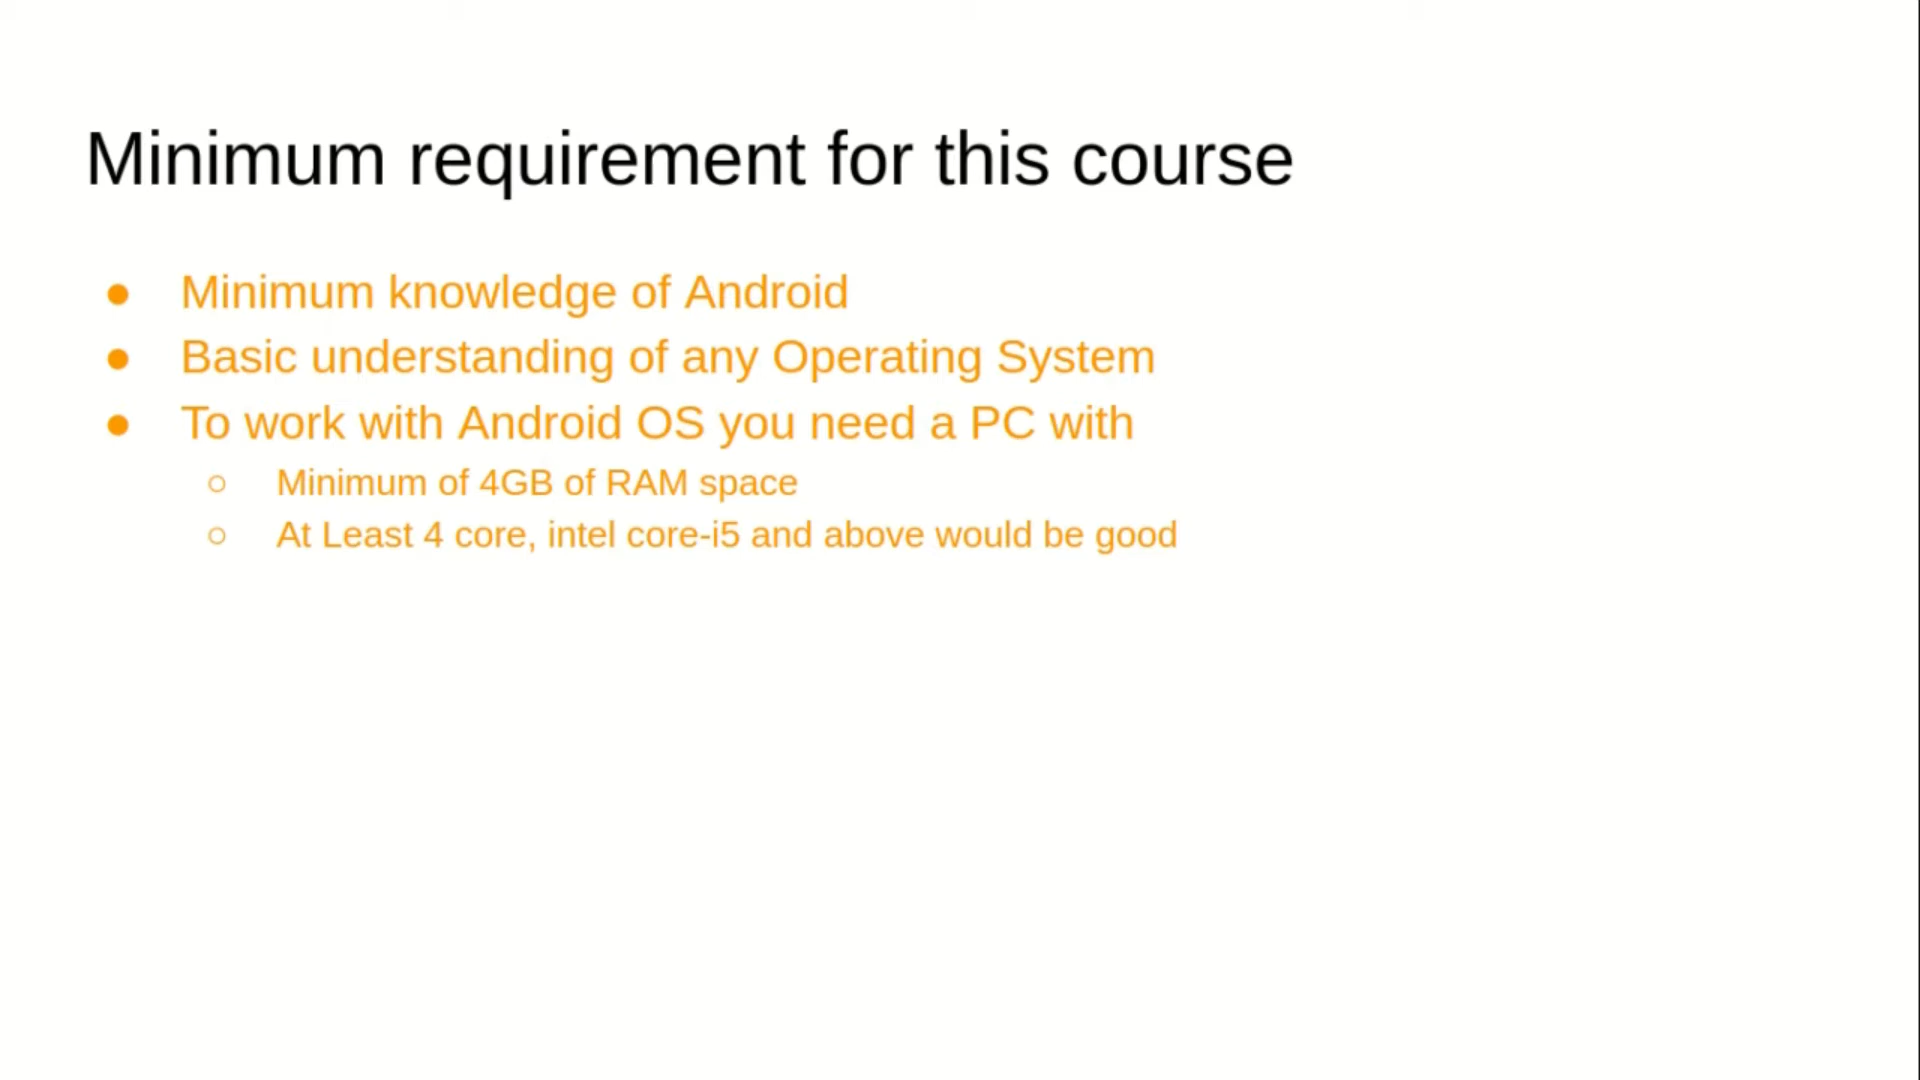 Minimum requirement for this course
● Minimum knowledge of Android
● Basic understanding of any Operating System
● To work with Android OS you need a PC with
○ Minimum of 4GB of RAM space
○ At Least 4 core, intel core-i5 and above would be good